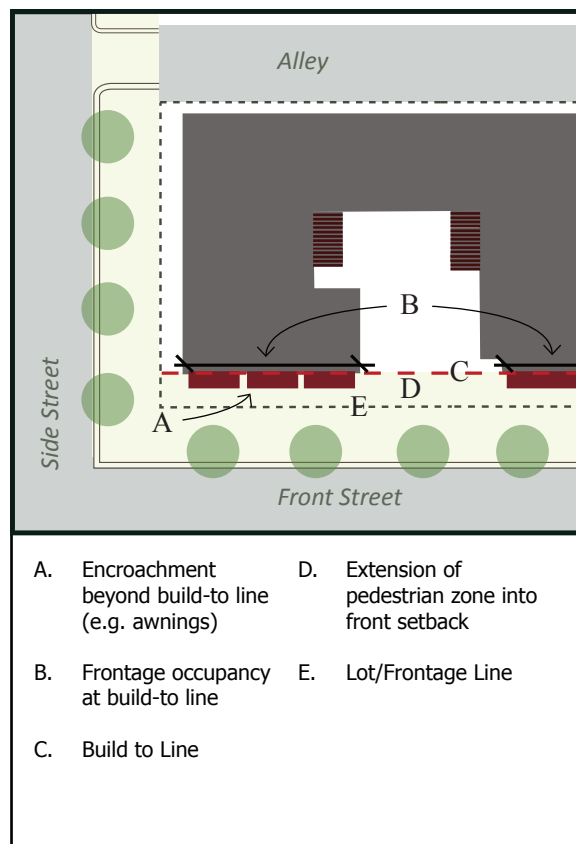 Alley
B
C
D
E
A
Side Street
Front Street
A. Encroachment
beyond build-to line
(e.g. awnings)
B. Frontage occupancy
at build-to line
C. Build to Line
D. Extension of
pedestrian zone into
front setback
E. Lot/Frontage Line